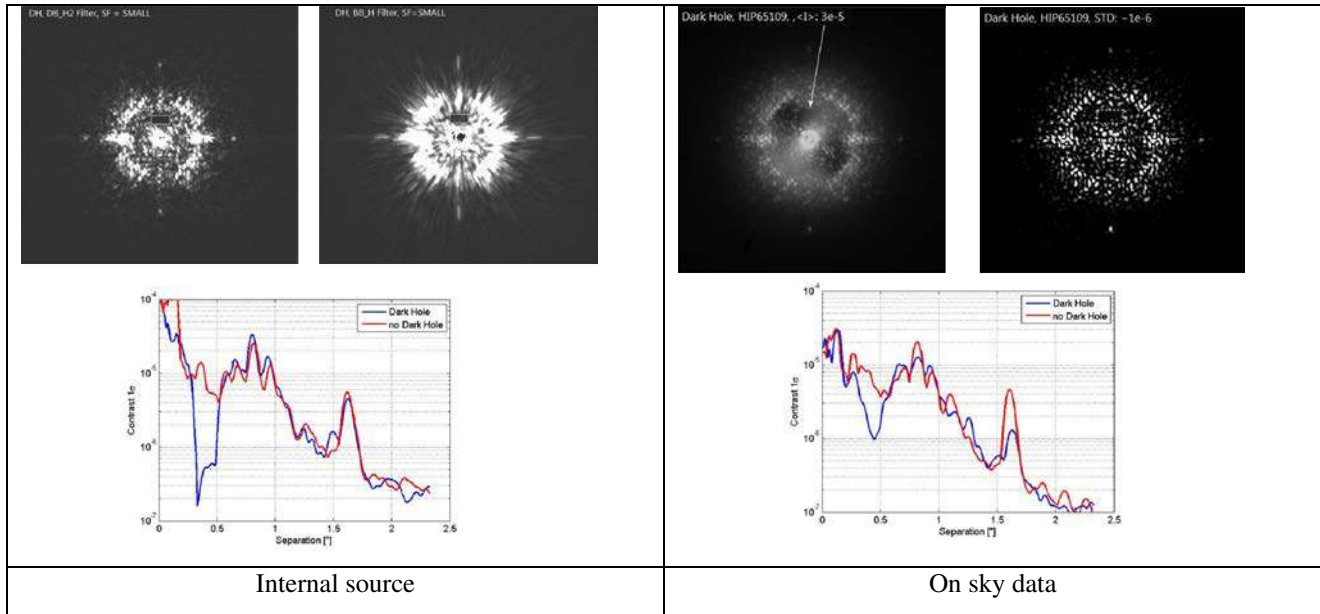 DH, DB_H2 Filter, SF = SMALL
DH, BB_H Filter, SF=SMALL
10^-4
10^-5
10^-6
10^-7
Contrast 1σ
Dark Hole
no Dark Hole
0 0.5 1 1.5 2 2.5
Separation ["]
Internal source
Dark Hole, HIP65109, ,<I>: 3e-5
Dark Hole, HIP65109, STD: ~1e-6
10^-4
10^-5
10^-6
10^-7
Contrast 1σ
Dark Hole
no Dark Hole
0 0.5 1 1.5 2 2.5
Separation ["]
On sky data